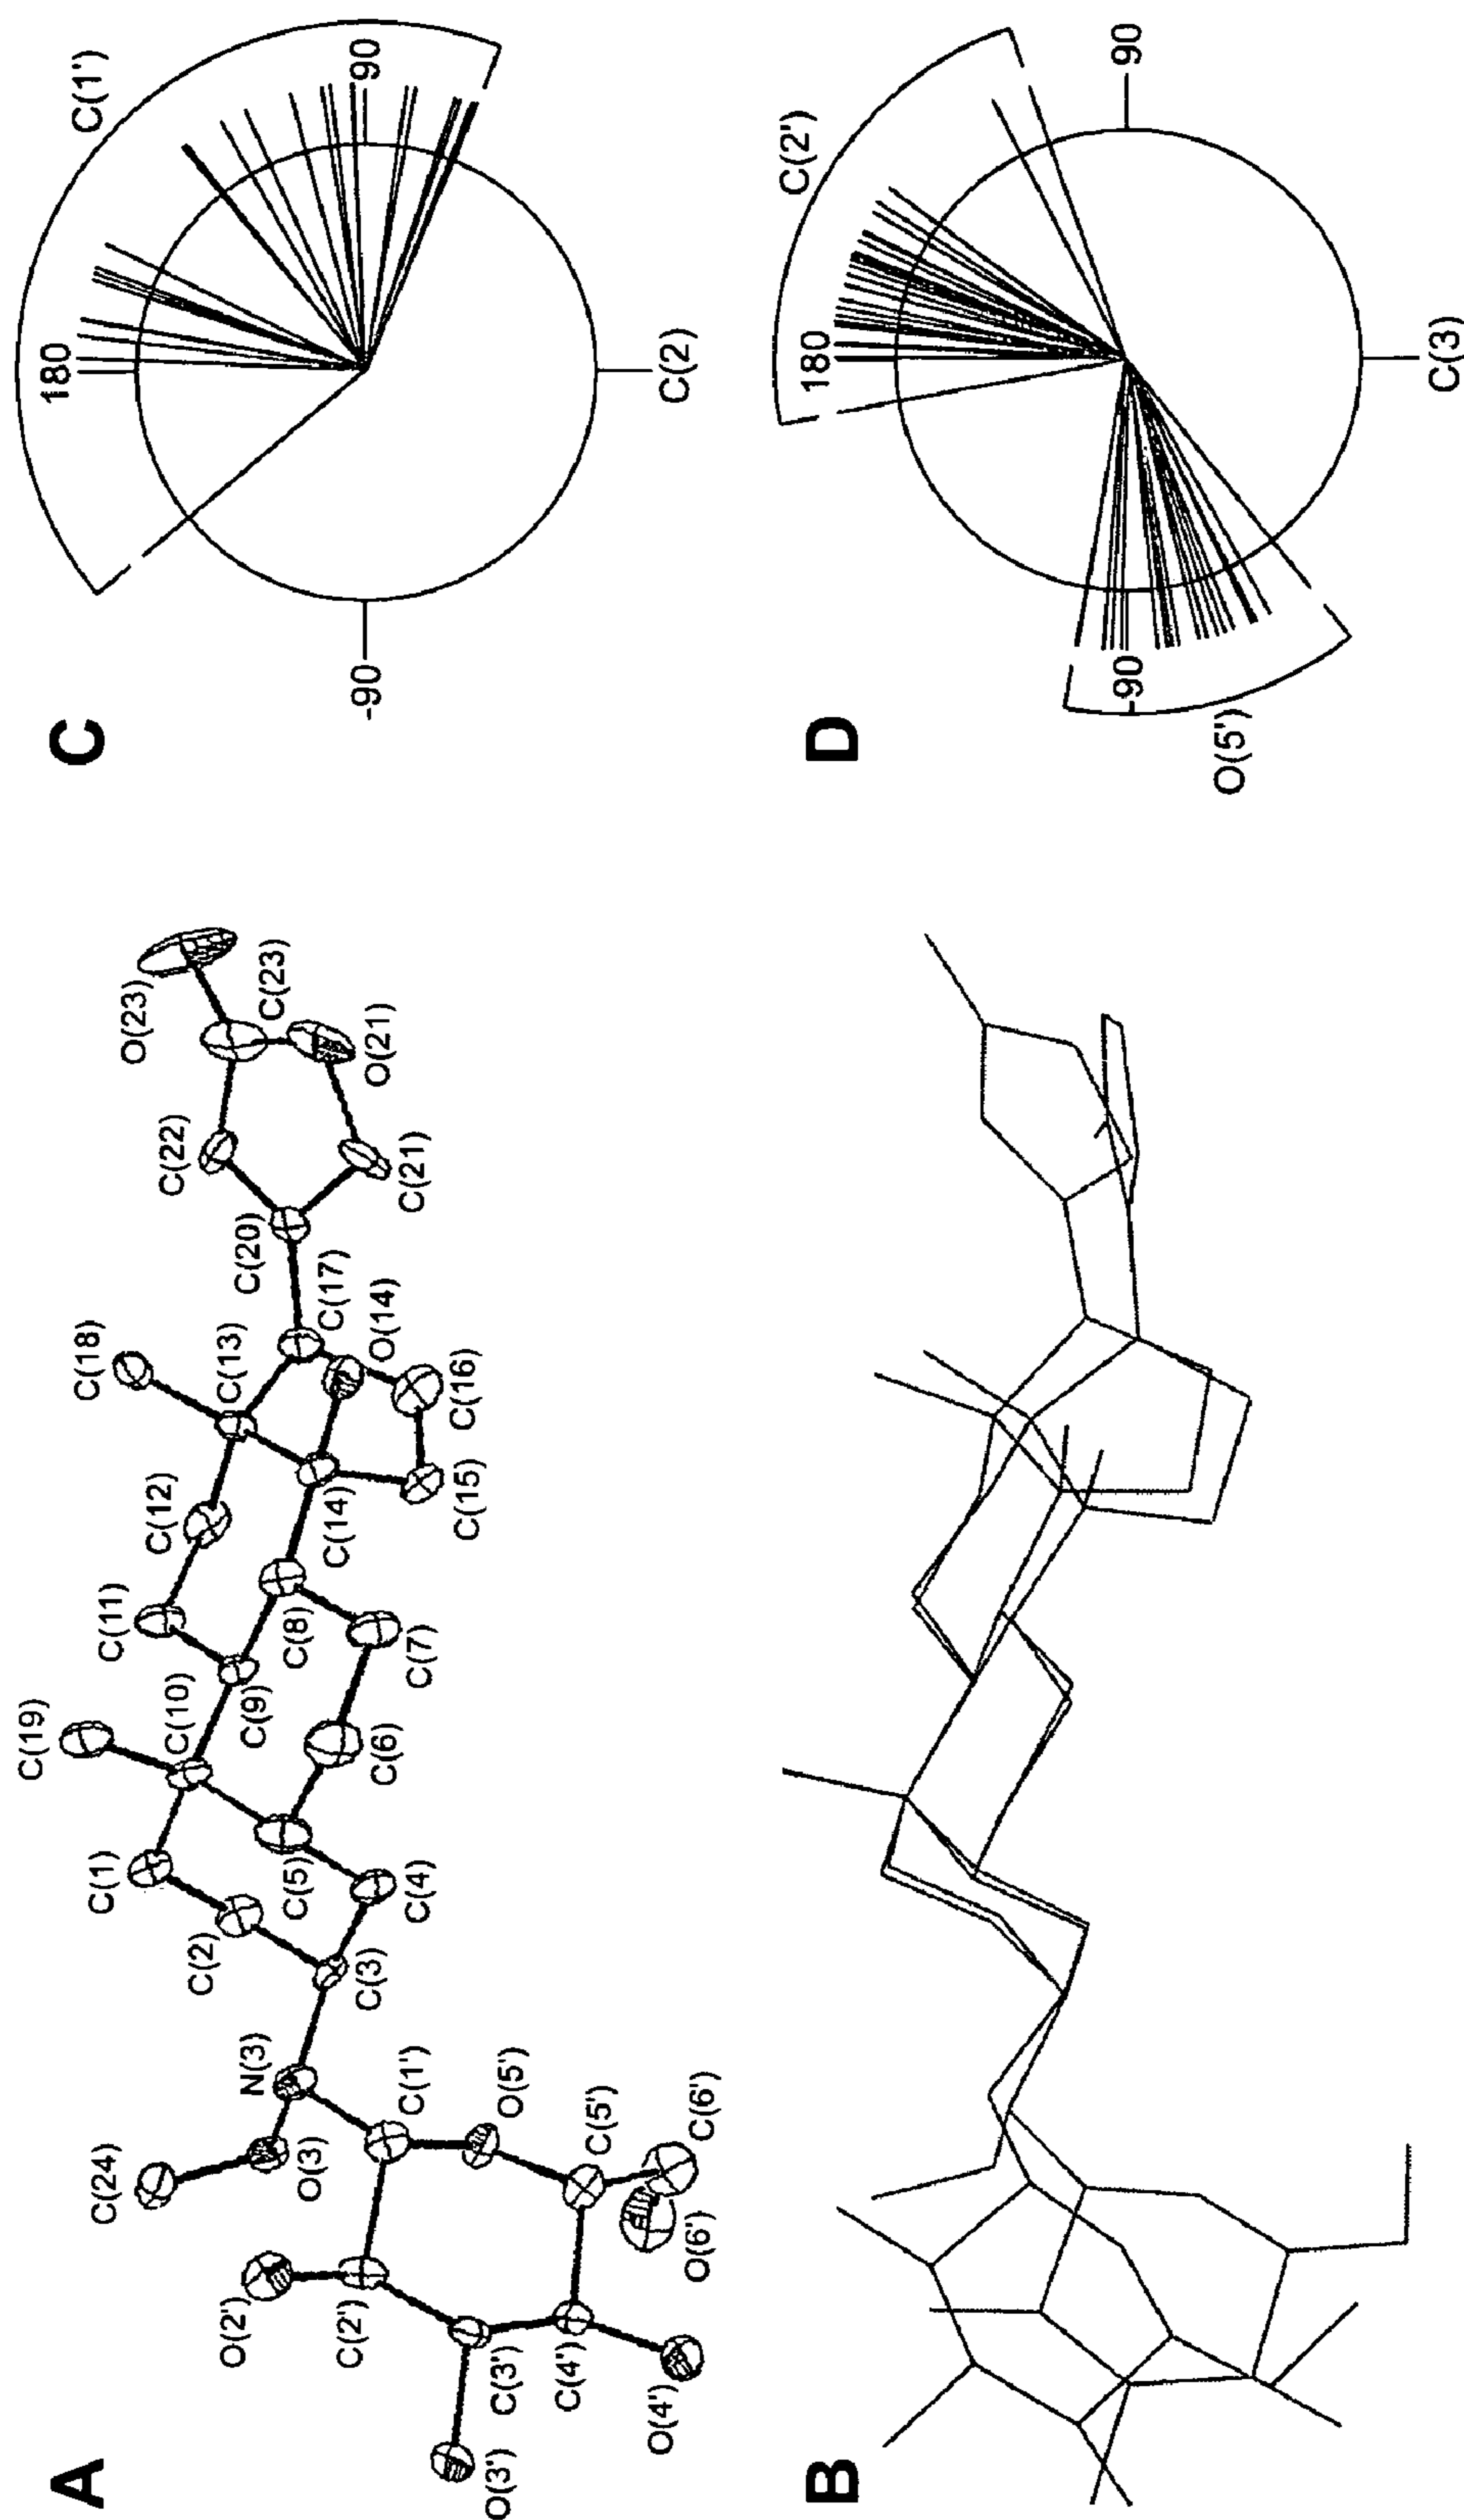 A
O(3')
C(3')
C(4')
O(4')
O(2')
C(2')
C(24)
O(3)
N(3)
C(1')
O(5')
C(5')
C(6')
O(6')
C(2)
C(3)
C(1)
C(5)
C(4)
C(19)
C(10)
C(9)
C(6)
C(11)
C(8)
C(7)
C(12)
C(14)
C(15)
C(18)
C(13)
C(17)
O(14)
C(16)
C(20)
C(22)
C(21)
O(23)
C(23)
O(21)
B
C
C(1')
180
90
-90
C(2)
D
C(2')
180
90
-90
O(5')
C(3)